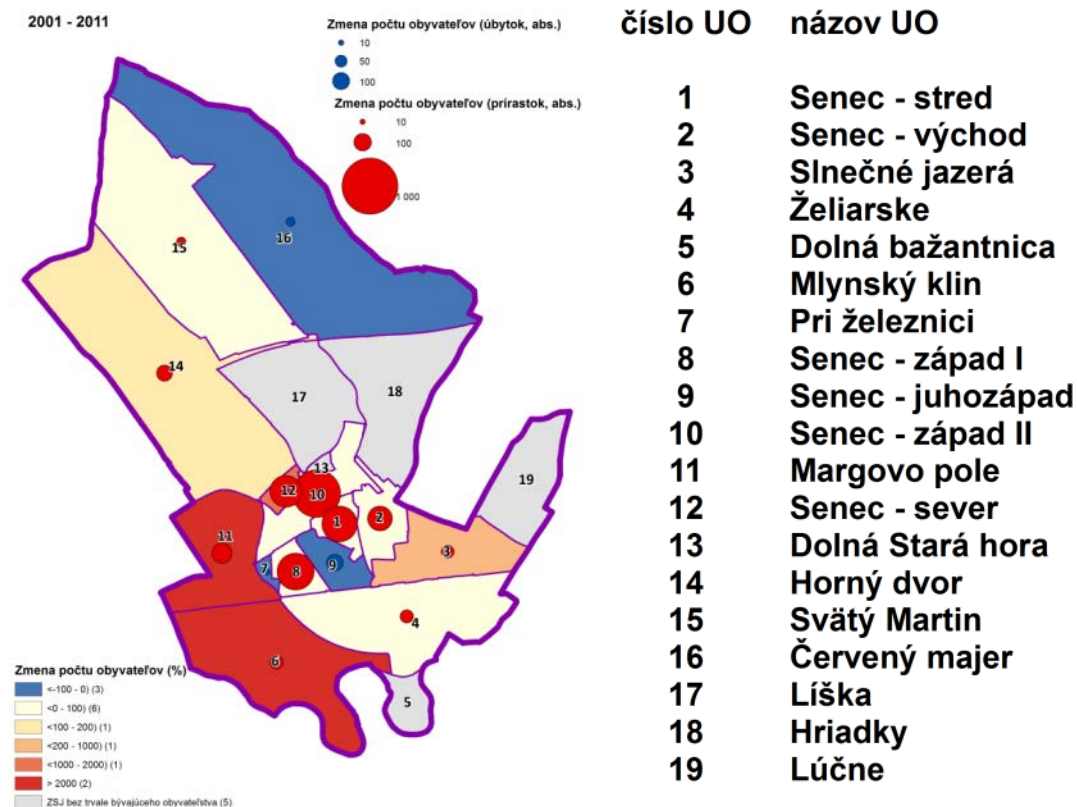 2001 - 2011
Zmena počtu obyvateľov (úbytok, abs.)
10
50
100
Zmena počtu obyvateľov (prírastok, abs.)
10
100
1 000
16
15
14
17
18
19
13
12
10
1
2
11
3
7
8
9
4
6
5
Zmena počtu obyvateľov (%)
<-100 - 0) (3)
<0 - 100) (6)
<100 - 200) (1)
<200 - 1000) (1)
<1000 - 2000) (1)
> 2000 (2)
ZSJ bez trvale bývajúceho obyvateľstva (5)
číslo UO názov UO
1 Senec - stred
2 Senec - východ
3 Slnečné jazerá
4 Želiarske
5 Dolná bažantnica
6 Mlynský klin
7 Pri železnici
8 Senec - západ I
9 Senec - juhozápad
10 Senec - západ II
11 Margovo pole
12 Senec - sever
13 Dolná Stará hora
14 Horný dvor
15 Svätý Martin
16 Červený majer
17 Líška
18 Hriadky
19 Lúčne